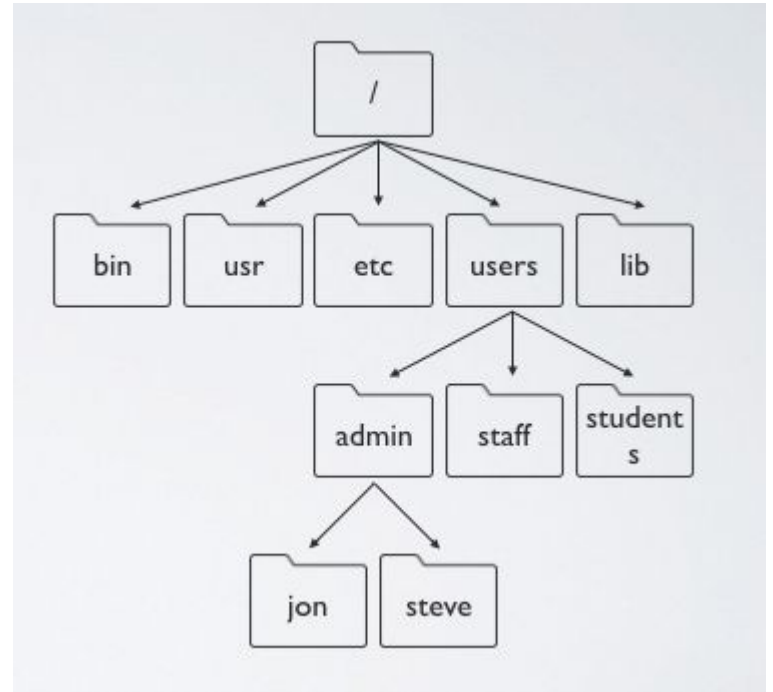 /
bin
usr
etc
users
lib
admin
staff
student
s
jon
steve